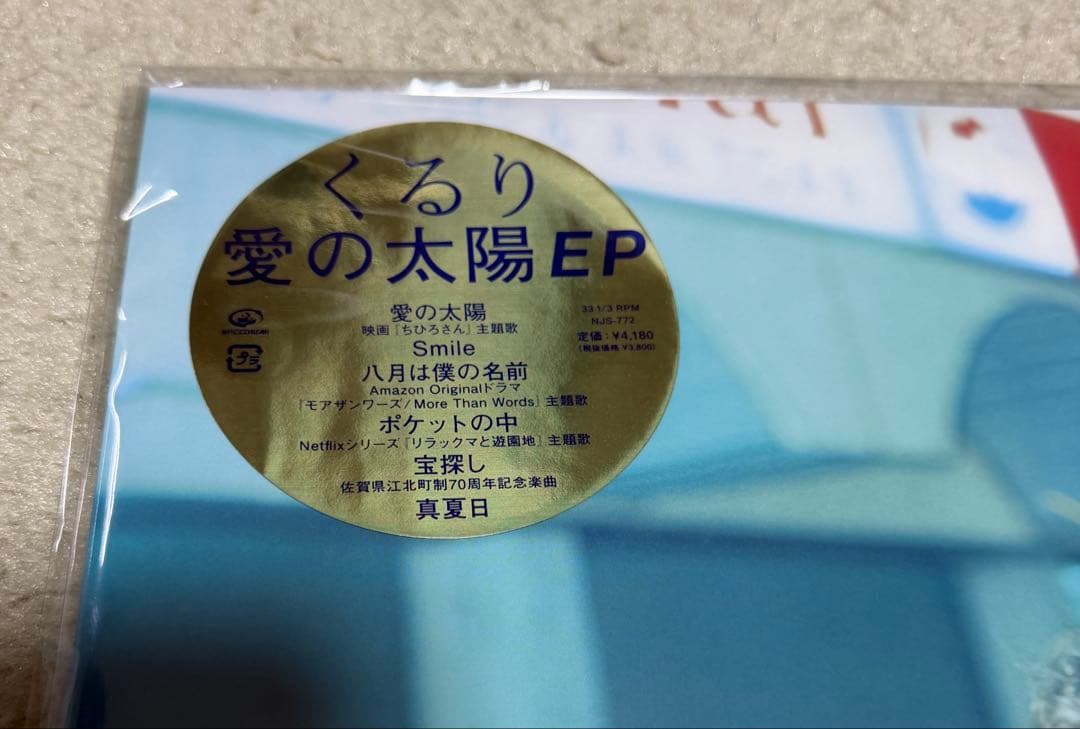 くるり
愛の太陽EP
愛の太陽
映画『ちひろさん』主題歌
Smile
八月は僕の名前
Amazon Originalドラマ
『モアザンワーズ/More Than Words』主題歌
ポケットの中
Netflixシリーズ『リラックマと遊園地』主題歌
宝探し
佐賀県江北町制70周年記念楽曲
真夏日
33 1/3 RPM
NJS-772
定価:¥4,180
(税抜価格 ¥3,800)
プラ